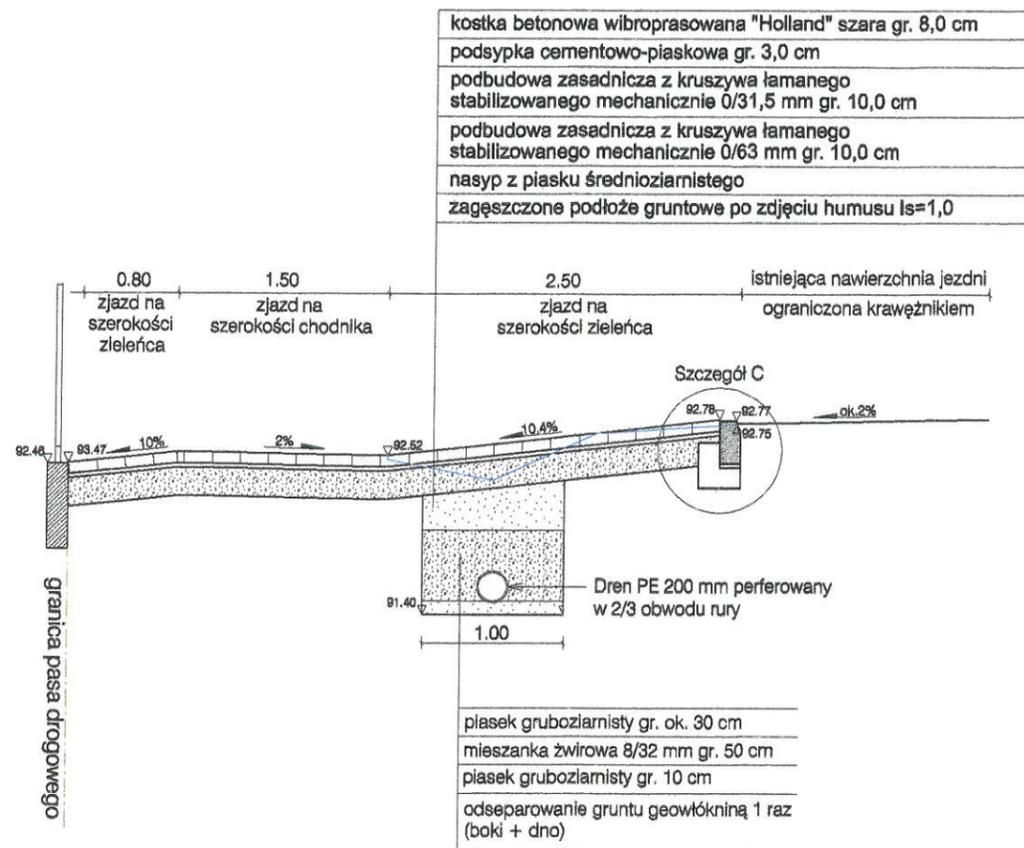 kostka betonowa wibroprasowana "Holland" szara gr. 8,0 cm
podsypka cementowo-piaskowa gr. 3,0 cm
podbudowa zasadnicza z kruszywa łamanego
stabilizowanego mechanicznie 0/31,5 mm gr. 10,0 cm
podbudowa zasadnicza z kruszywa łamanego
stabilizowanego mechanicznie 0/63 mm gr. 10,0 cm
nasyp z piasku średnioziarnistego
zagęszczone podłoże gruntowe po zdjęciu humusu Is=1,0
0.80
zjazd na
szerokości
zieleńca
1.50
zjazd na
szerokości chodnika
2.50
zjazd na
szerokości zieleńca
istniejąca nawierzchnia jezdni
ograniczona krawężnikiem
Szczegół C
92.46
93.47
10%
2%
92.52
10,4%
92.78
92.77
92.75
ok.2%
91.40
Dren PE 200 mm perferowany
w 2/3 obwodu rury
1.00
granica pasa drogowego
piasek gruboziarnisty gr. ok. 30 cm
mieszanka żwirowa 8/32 mm gr. 50 cm
piasek gruboziarnisty gr. 10 cm
odseparowanie gruntu geowłókniną 1 raz
(boki + dno)